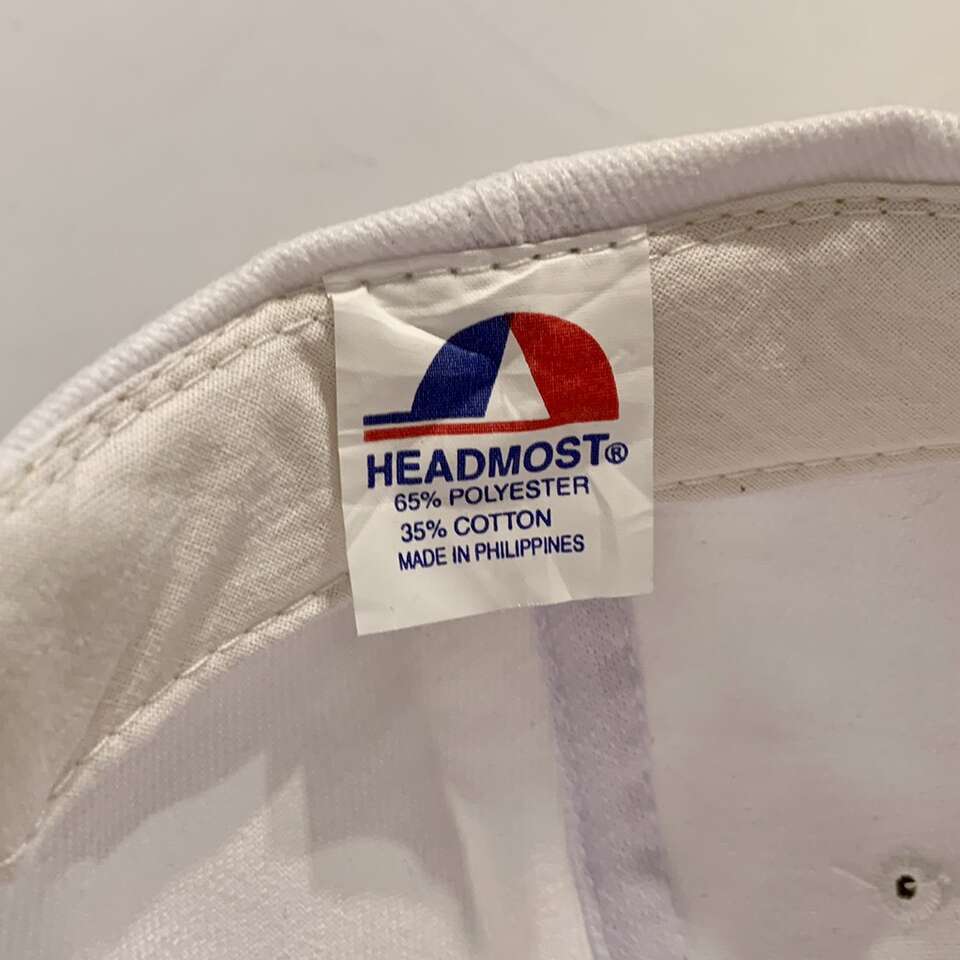 HEADMOST®
65% POLYESTER
35% COTTON
MADE IN PHILIPPINES